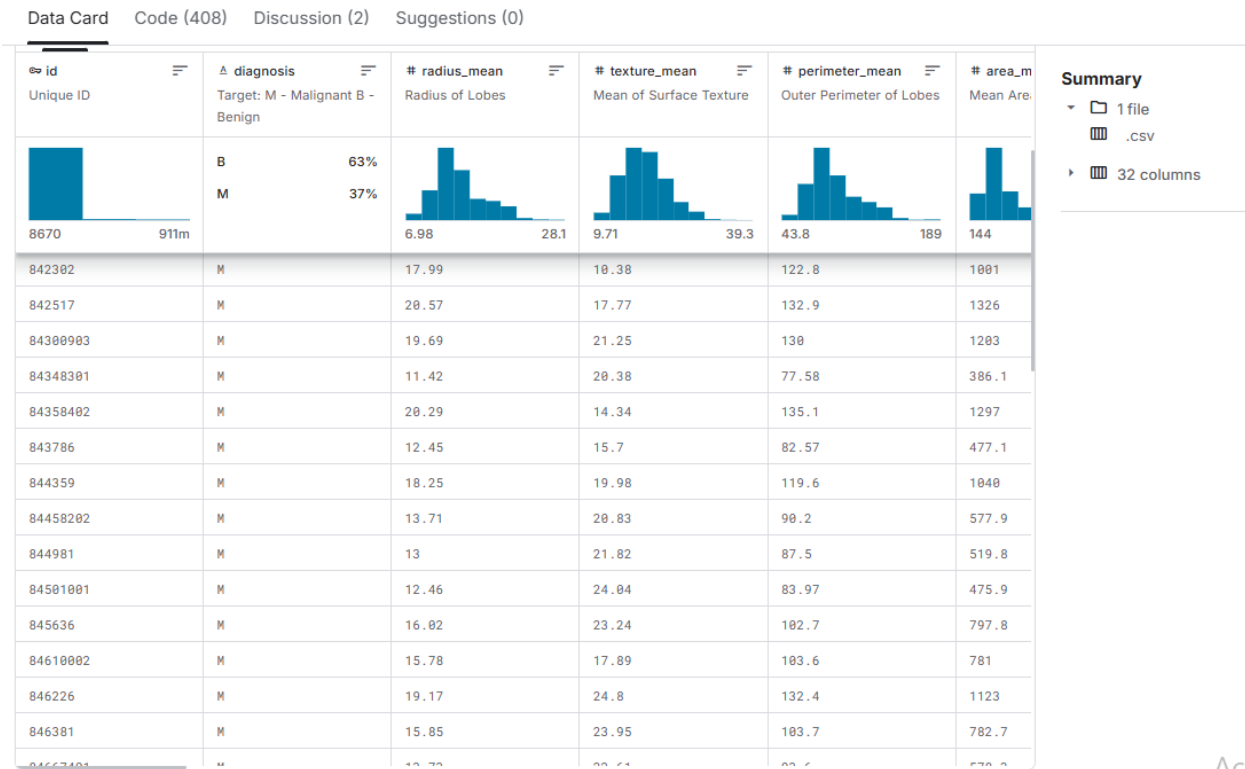 Data Card Code (408) Discussion (2) Suggestions (0)
id diagnosis # radius_mean # texture_mean # perimeter_mean # area_m
Unique ID Target: M - Malignant B - Radius of Lobes Mean of Surface Texture Outer Perimeter of Lobes Mean Are
Benign
Summary
1 file
.csv
32 columns
B 63%
M 37%
8670 911m 6.98 28.1 9.71 39.3 43.8 189 144
842302 M 17.99 10.38 122.8 1001
842517 M 20.57 17.77 132.9 1326
84300903 M 19.69 21.25 130 1203
84348301 M 11.42 20.38 77.58 386.1
84358402 M 20.29 14.34 135.1 1297
843786 M 12.45 15.7 82.57 477.1
844359 M 18.25 19.98 119.6 1040
84458202 M 13.71 20.83 90.2 577.9
844981 M 13 21.82 87.5 519.8
84501001 M 12.46 24.04 83.97 475.9
845636 M 16.02 23.24 102.7 797.8
84610002 M 15.78 17.89 103.6 781
846226 M 19.17 24.8 132.4 1123
846381 M 15.85 23.95 103.7 782.7